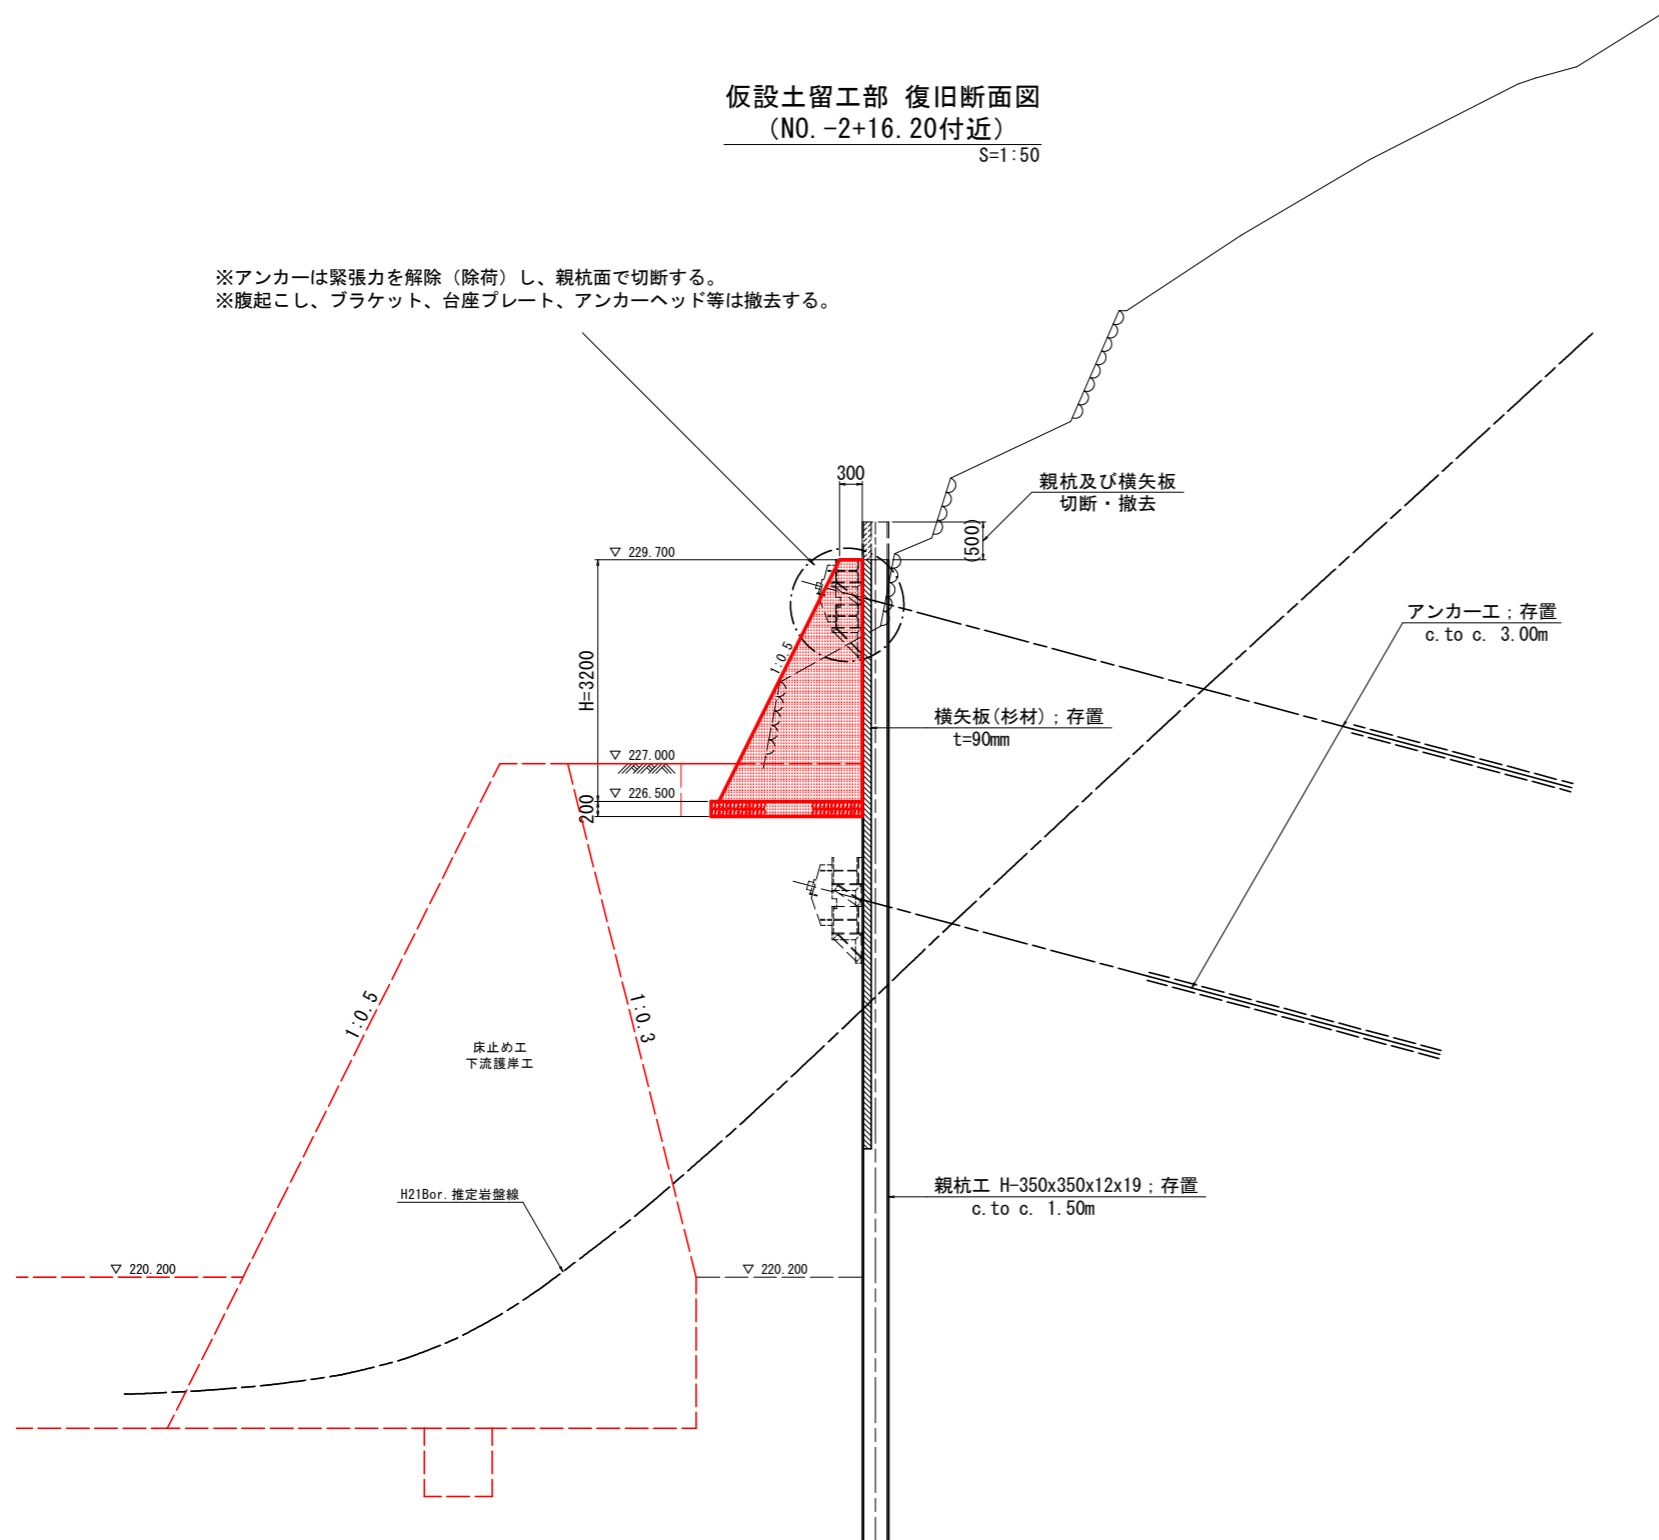 仮設土留工部 復旧断面図
(NO.-2+16.20付近)
S=1:50
※アンカーは緊張力を解除（除荷）し、親杭面で切断する。
※腹起こし、ブラケット、台座プレート、アンカーヘッド等は撤去する。
300
親杭及び横矢板
切断・撤去
(500)
▽ 229.700
アンカー工；存置
c.to c. 3.00m
1:0.5
H=3200
横矢板(杉材)；存置
t=90mm
▽ 227.000
▽ 226.500
200
1:0.5
1:0.3
床止め工
下流護岸工
H21Bor.推定岩盤線
親杭工 H-350x350x12x19；存置
c.to c. 1.50m
▽ 220.200
▽ 220.200